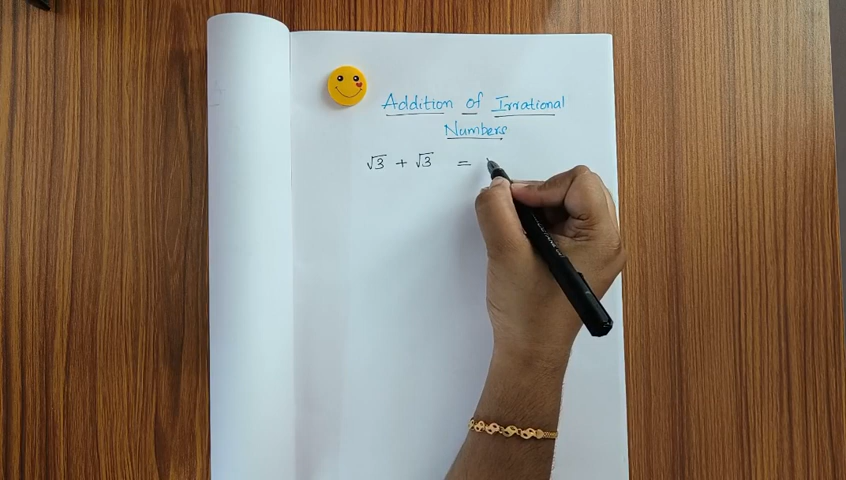 Addition of Irrational
Numbers
√3 + √3 =